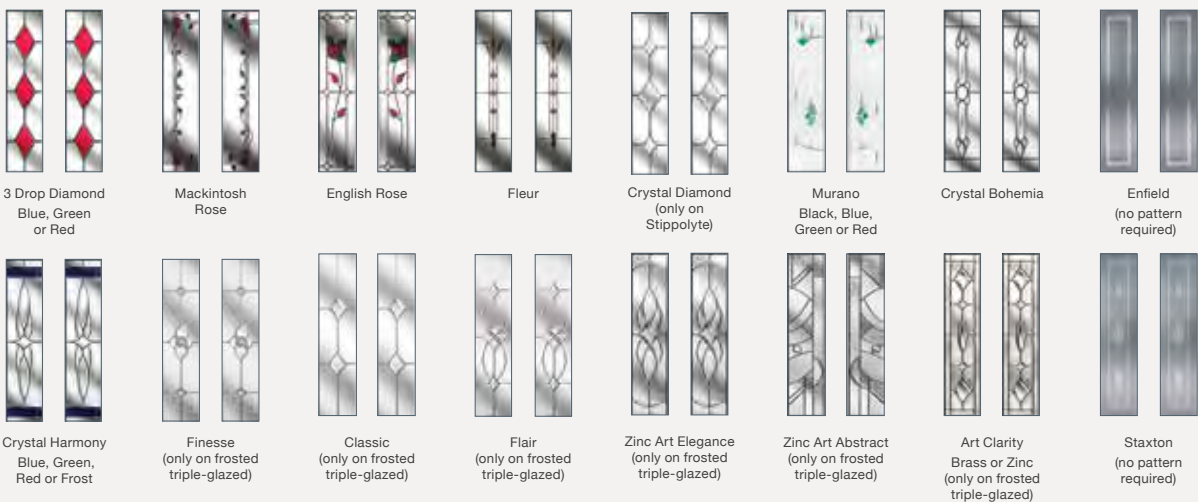 3 Drop Diamond
Blue, Green
or Red
Mackintosh
Rose
English Rose
Fleur
Crystal Diamond
(only on
Stippolyte)
Murano
Black, Blue,
Green or Red
Crystal Bohemia
Enfield
(no pattern
required)
Crystal Harmony
Blue, Green,
Red or Frost
Finesse
(only on frosted
triple-glazed)
Classic
(only on frosted
triple-glazed)
Flair
(only on frosted
triple-glazed)
Zinc Art Elegance
(only on frosted
triple-glazed)
Zinc Art Abstract
(only on frosted
triple-glazed)
Art Clarity
Brass or Zinc
(only on frosted
triple-glazed)
Staxton
(no pattern
required)